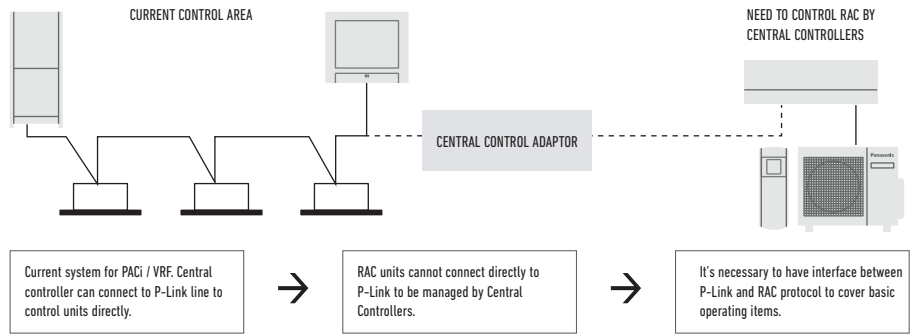 CURRENT CONTROL AREA
NEED TO CONTROL RAC BY
CENTRAL CONTROLLERS
CENTRAL CONTROL ADAPTOR
Panasonic
Current system for PACi / VRF. Central
controller can connect to P-Link line to
control units directly.
RAC units cannot connect directly to
P-Link to be managed by Central
Controllers.
It's necessary to have interface between
P-Link and RAC protocol to cover basic
operating items.